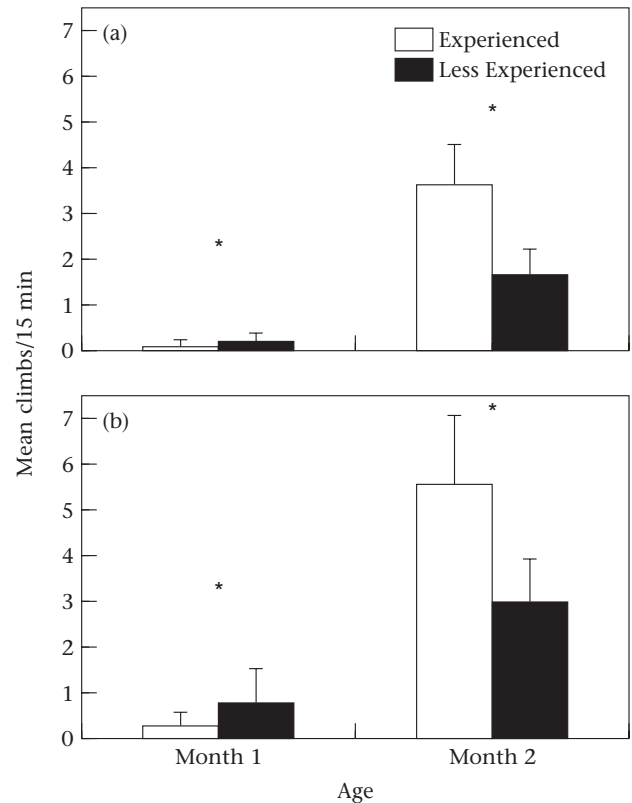 (a)
Experienced
Less Experienced
7
6
5
4
3
2
1
0
*
*
Mean climbs/15 min
(b)
7
6
5
4
3
2
1
0
*
*
Month 1
Month 2
Age